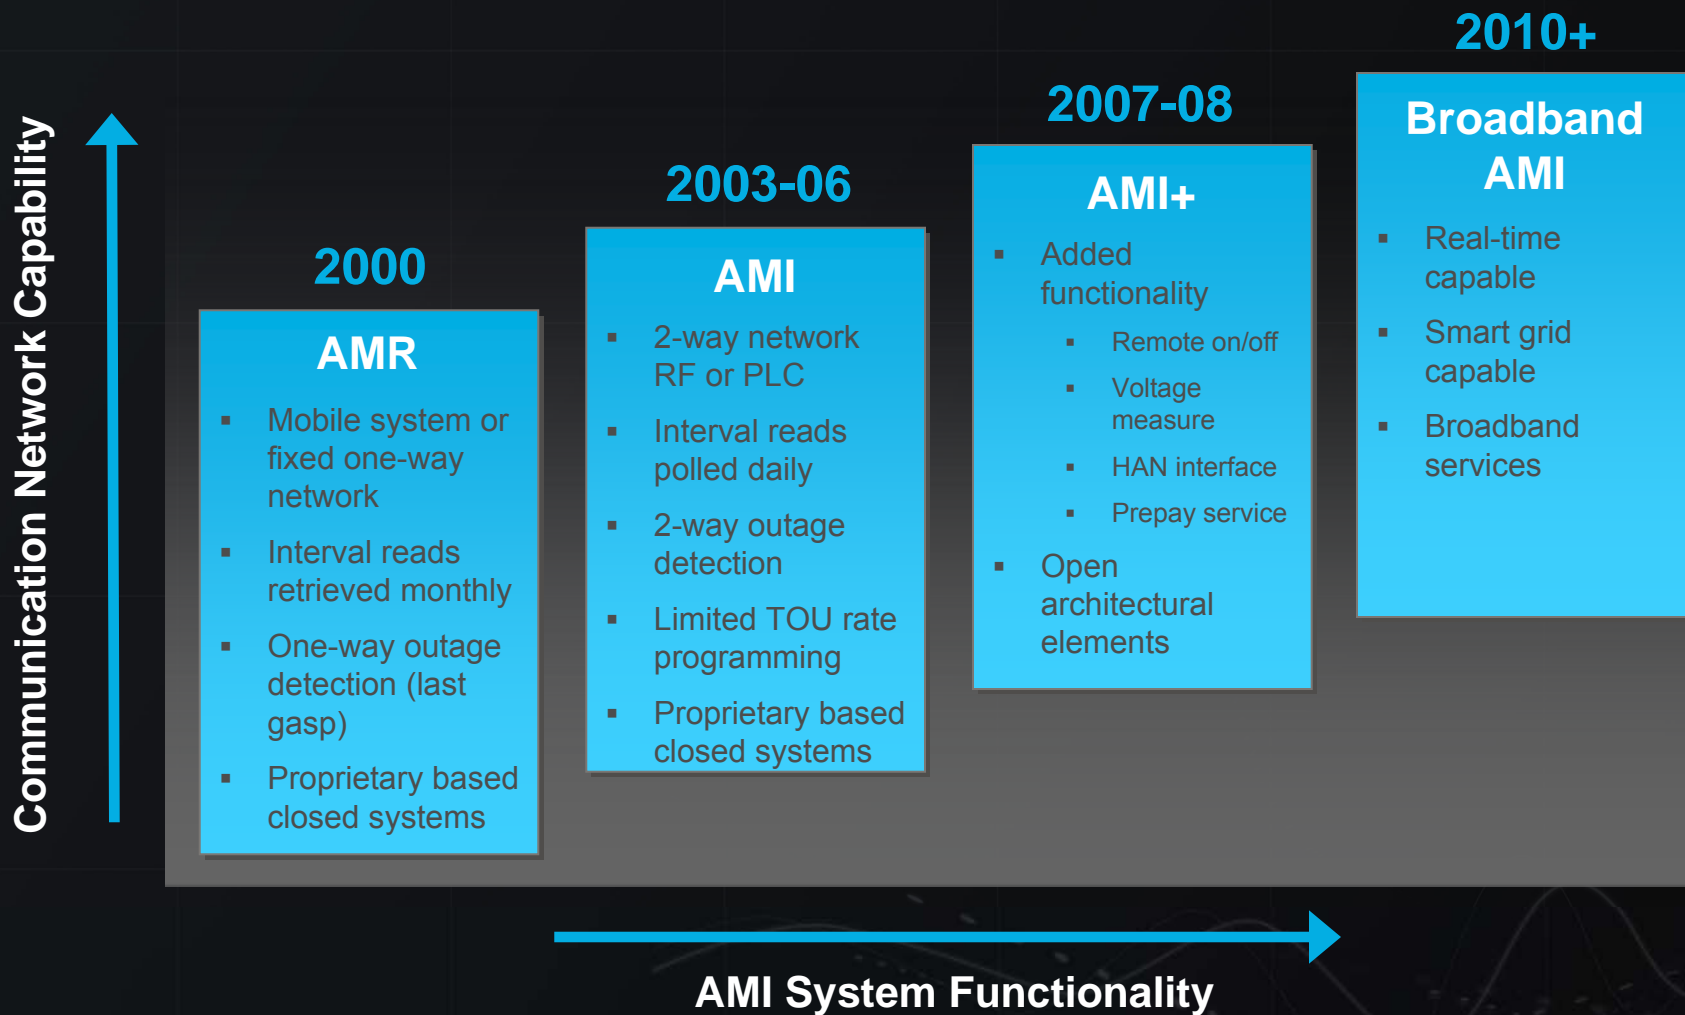 Communication Network Capability
2000
AMR
▪ Mobile system or
fixed one-way
network
▪ Interval reads
retrieved monthly
▪ One-way outage
detection (last
gasp)
▪ Proprietary based
closed systems
2003-06
AMI
▪ 2-way network
RF or PLC
▪ Interval reads
polled daily
▪ 2-way outage
detection
▪ Limited TOU rate
programming
▪ Proprietary based
closed systems
2007-08
AMI+
▪ Added
functionality
▪ Remote on/off
▪ Voltage
measure
▪ HAN interface
▪ Prepay service
▪ Open
architectural
elements
2010+
Broadband
AMI
▪ Real-time
capable
▪ Smart grid
capable
▪ Broadband
services
AMI System Functionality